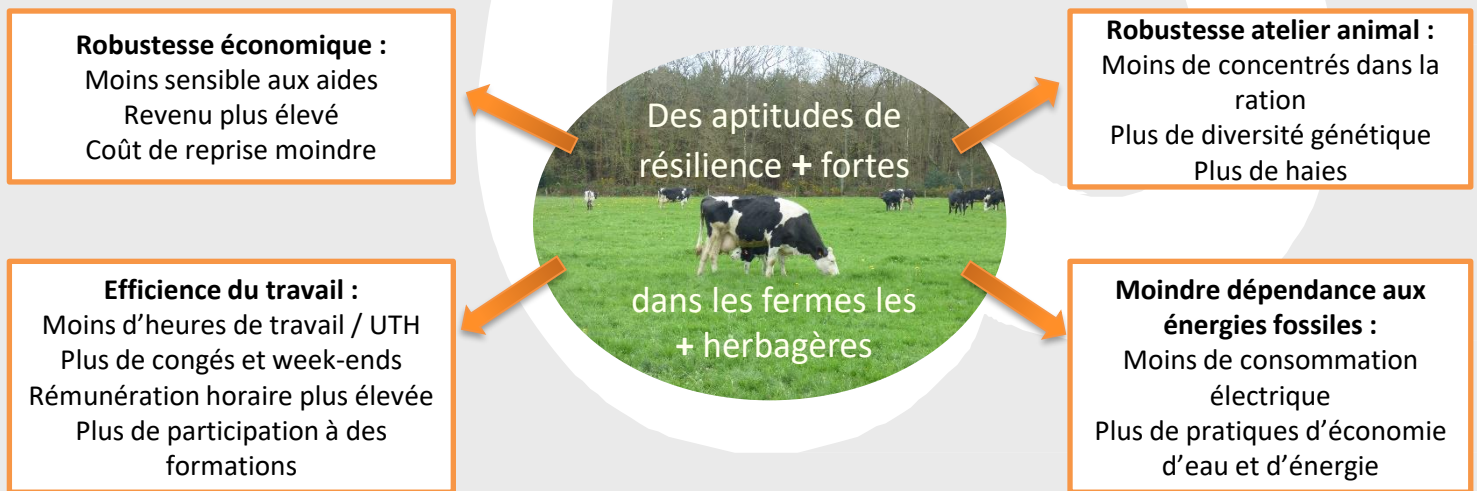 Robustesse économique :
Moins sensible aux aides
Revenu plus élevé
Coût de reprise moindre
Des aptitudes de
résilience + fortes
dans les fermes les
+ herbagères
Robustesse atelier animal :
Moins de concentrés dans la
ration
Plus de diversité génétique
Plus de haies
Efficience du travail :
Moins d’heures de travail / UTH
Plus de congés et week-ends
Rémunération horaire plus élevée
Plus de participation à des
formations
Moindre dépendance aux
énergies fossiles :
Moins de consommation
électrique
Plus de pratiques d’économie
d’eau et d’énergie